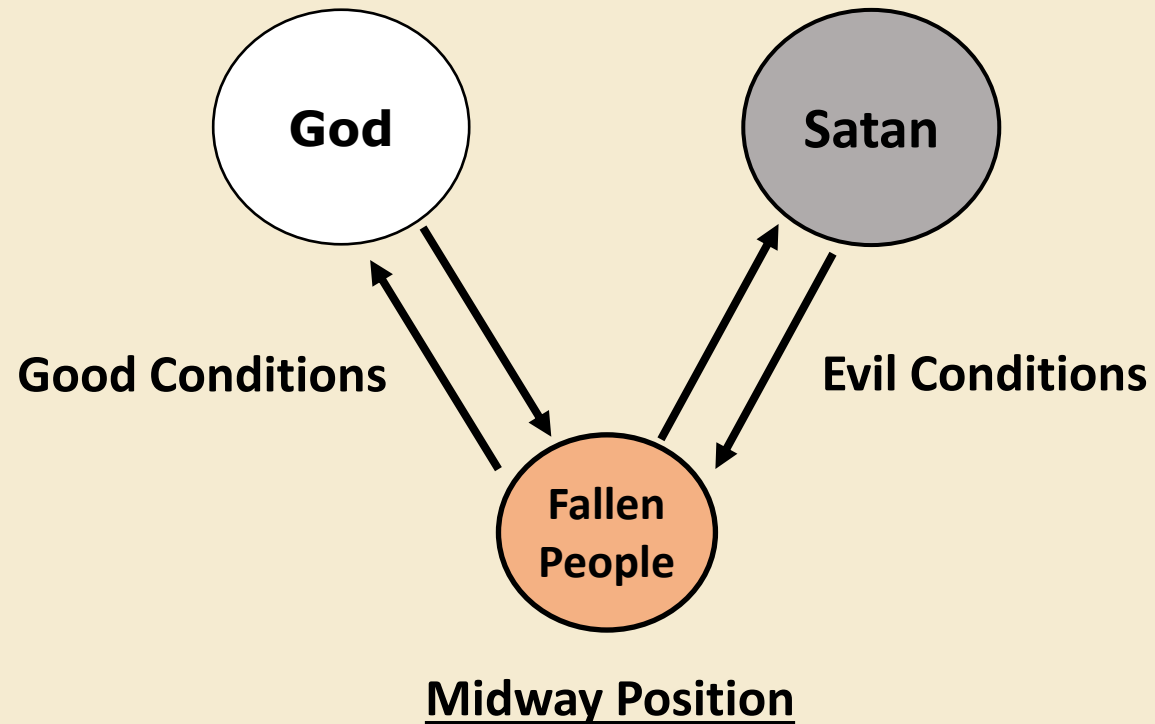 God
Satan
Good Conditions
Evil Conditions
Fallen
People
Midway Position